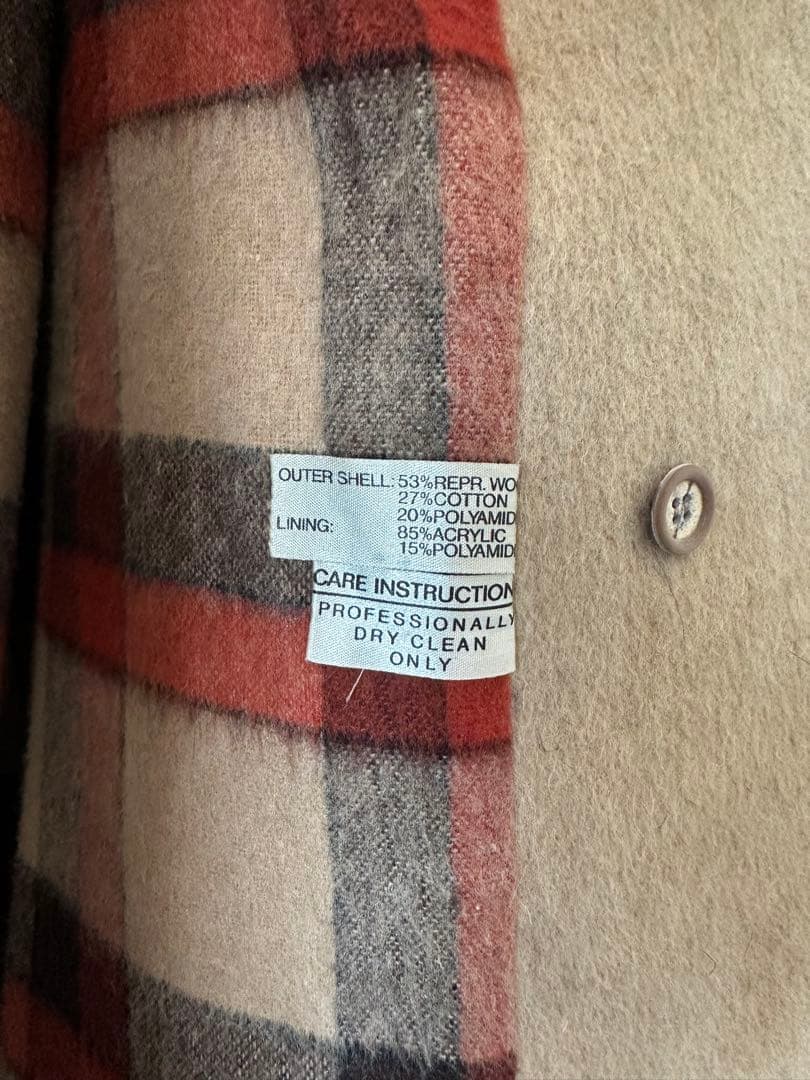 OUTER SHELL: 53%REPR. WO
27%COTTON
20%POLYAMID
LINING: 85%ACRYLIC
15%POLYAMID
CARE INSTRUCTION
PROFESSIONALLY
DRY CLEAN
ONLY